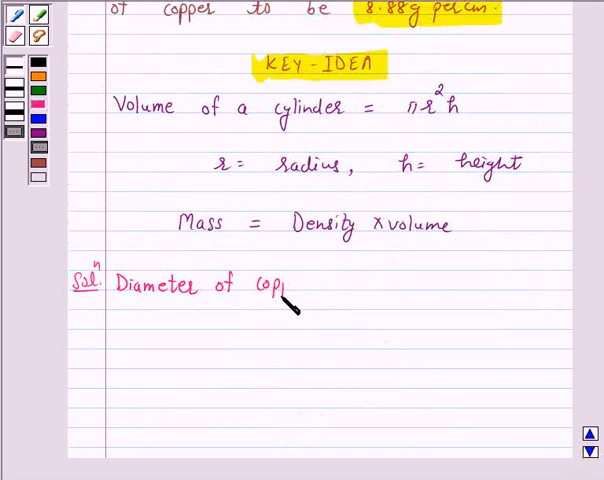 of copper to be 8.88g per cm.
KEY-IDEA
Volume of a cylinder = πr²h
r = radius, h = height
Mass = Density × volume
Solⁿ. Diameter of cop